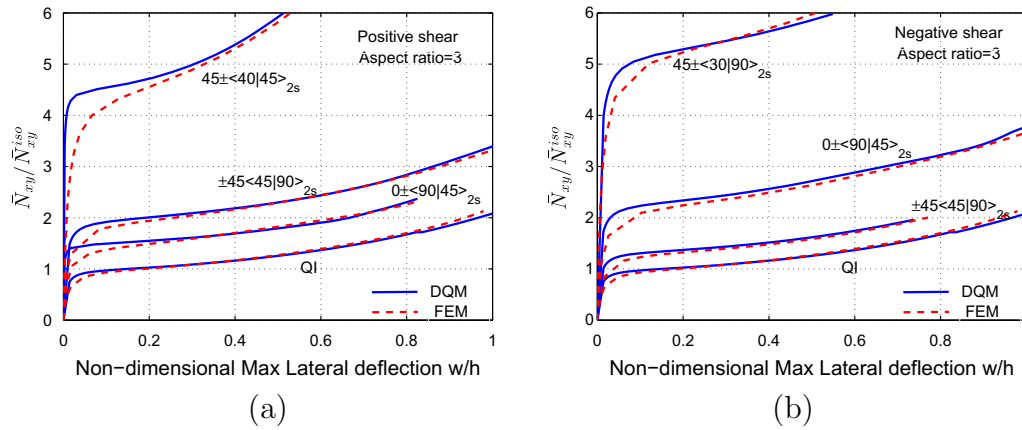 6
5
4
3
2
1
0
N̄xy/N̄xy^iso
Positive shear
Aspect ratio=3
45±<40|45>2s
±45<45|90>2s
0±<90|45>2s
QI
DQM
FEM
0 0.2 0.4 0.6 0.8 1
Non−dimensional Max Lateral deflection w/h
(a)
6
5
4
3
2
1
0
N̄xy/N̄xy^iso
Negative shear
Aspect ratio=3
45±<30|90>2s
0±<90|45>2s
±45<45|90>2s
QI
DQM
FEM
0 0.2 0.4 0.6 0.8
Non−dimensional Max Lateral deflection w/h
(b)